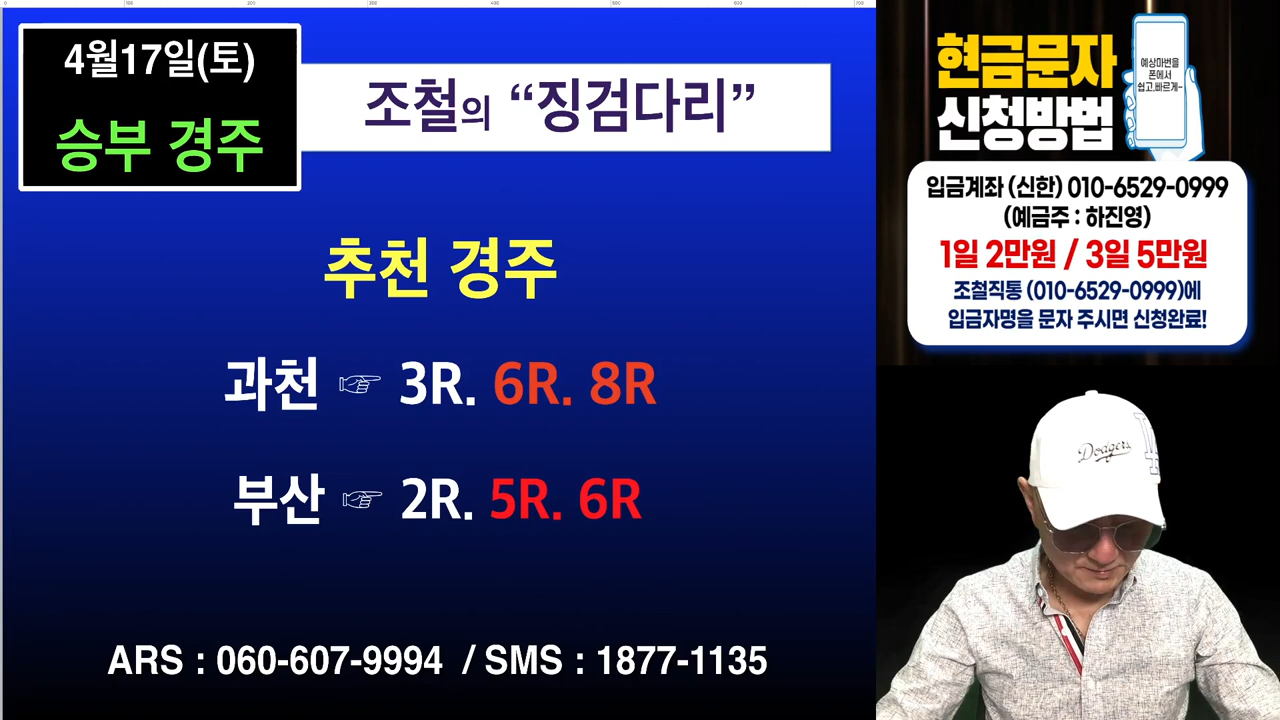 4월17일(토)
승부 경주
조철의 “징검다리”
추천 경주
과천 ☞ 3R. 6R. 8R
부산 ☞ 2R. 5R. 6R
ARS : 060-607-9994 / SMS : 1877-1135
현금문자
신청방법
예상마번을
폰에서
쉽고,빠르게~
입금계좌 (신한) 010-6529-0999
(예금주 : 하진영)
1일 2만원 / 3일 5만원
조철직통 (010-6529-0999)에
입금자명을 문자 주시면 신청완료!
Dodgers
LA